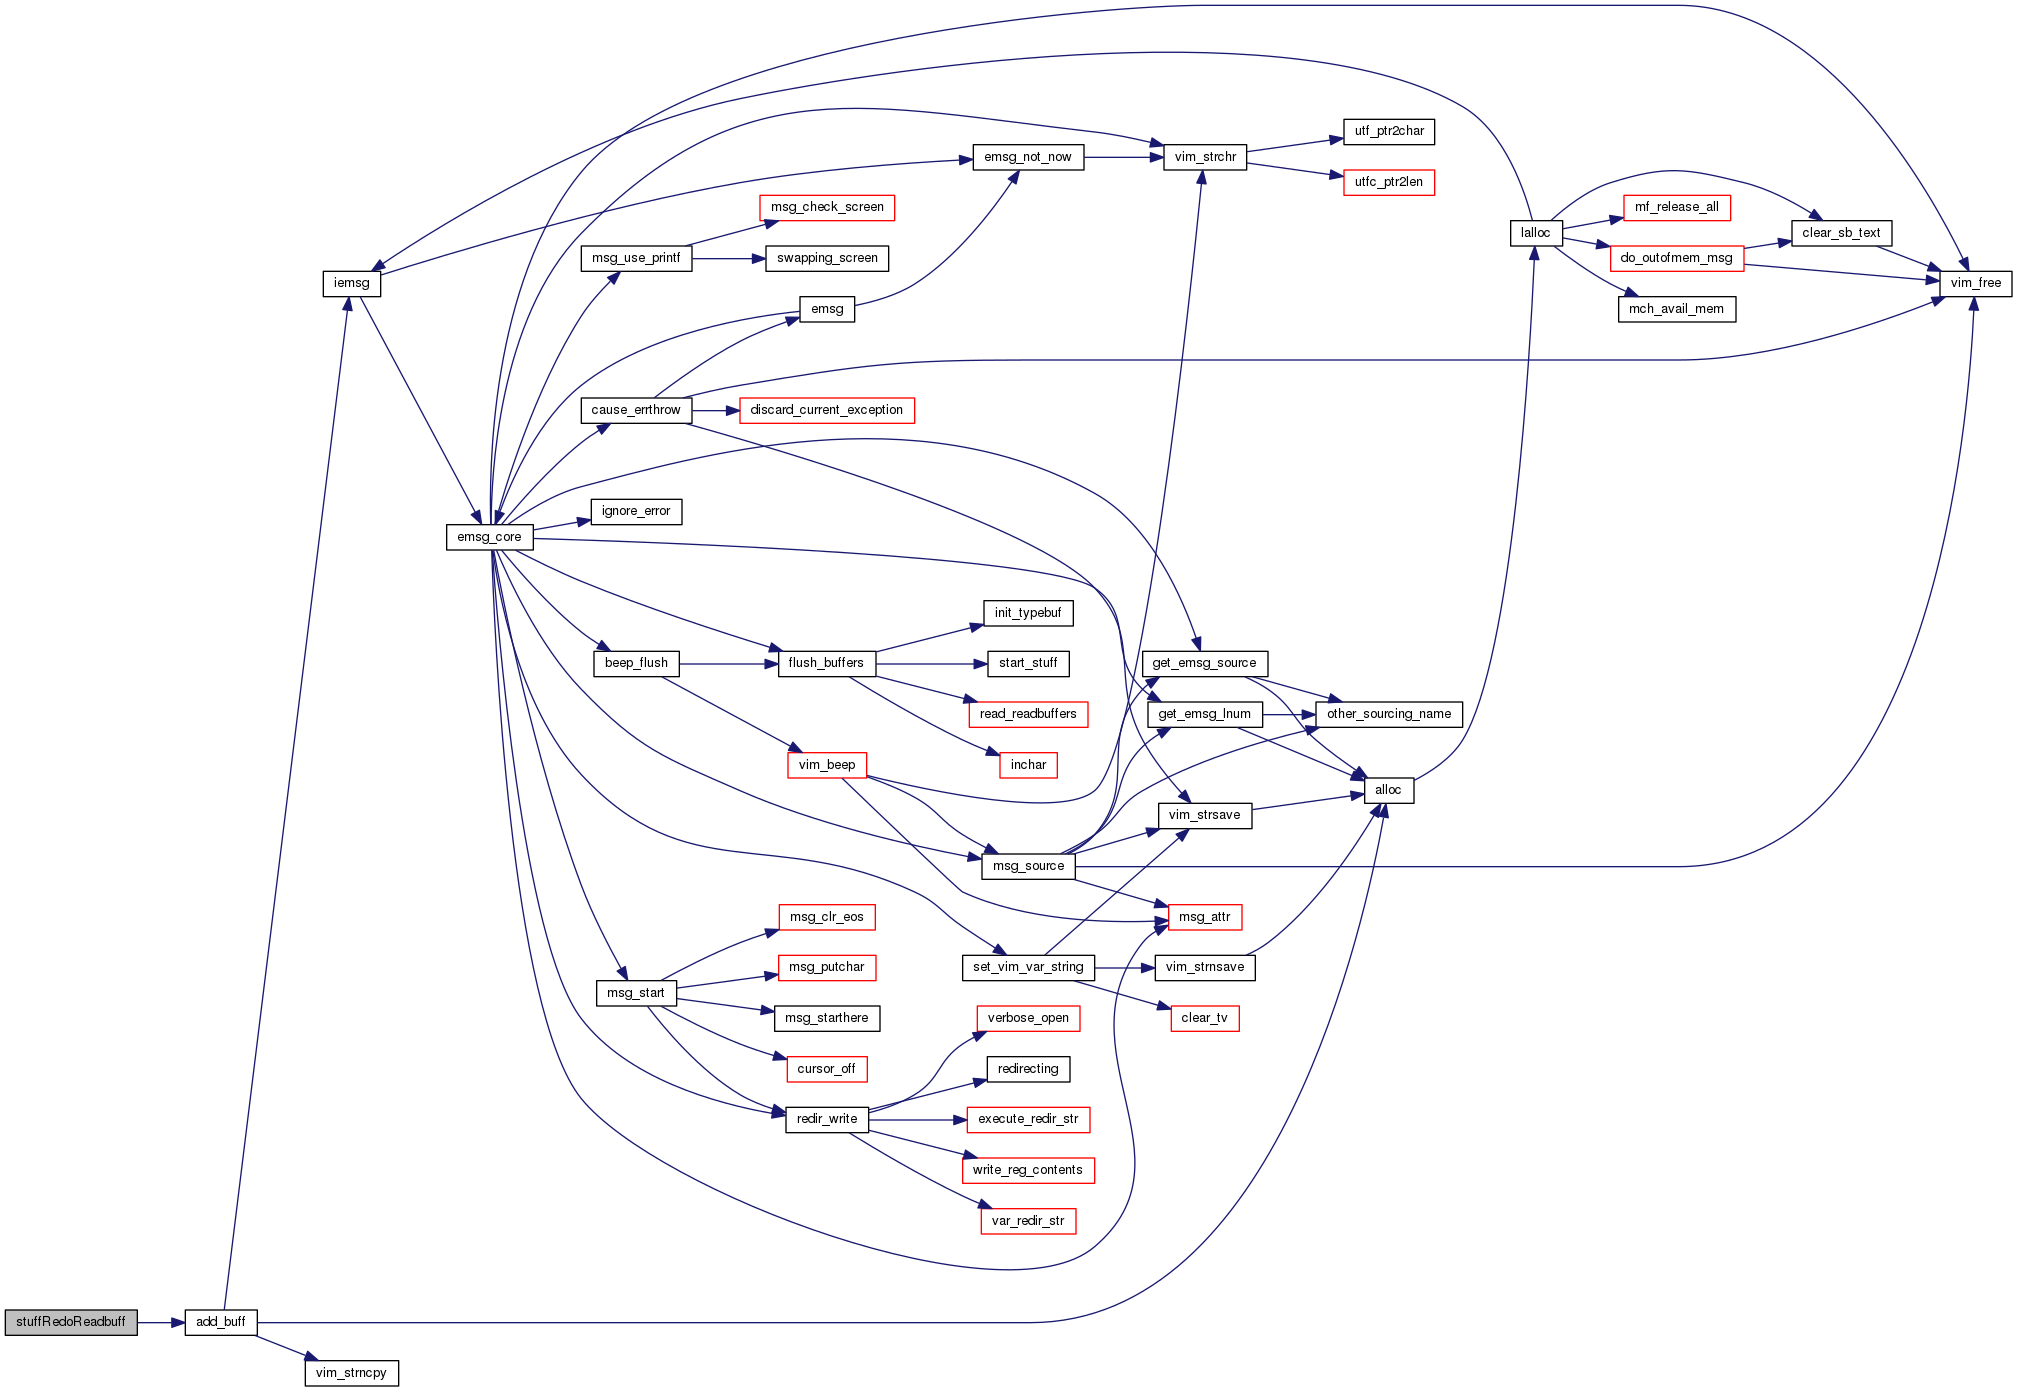 utf_ptr2char
emsg_not_now
vim_strchr
utfc_ptr2len
msg_check_screen
mf_release_all
lalloc
clear_sb_text
msg_use_printf
swapping_screen
do_outofmem_msg
iemsg
vim_free
emsg
mch_avail_mem
cause_errthrow
discard_current_exception
ignore_error
emsg_core
init_typebuf
beep_flush
flush_buffers
start_stuff
get_emsg_source
read_readbuffers
get_emsg_lnum
other_sourcing_name
vim_beep
inchar
alloc
vim_strsave
msg_source
msg_clr_eos
msg_attr
msg_putchar
set_vim_var_string
vim_strnsave
msg_start
msg_starthere
verbose_open
clear_tv
cursor_off
redirecting
redir_write
execute_redir_str
write_reg_contents
var_redir_str
stuffRedoReadbuff
add_buff
vim_strncpy